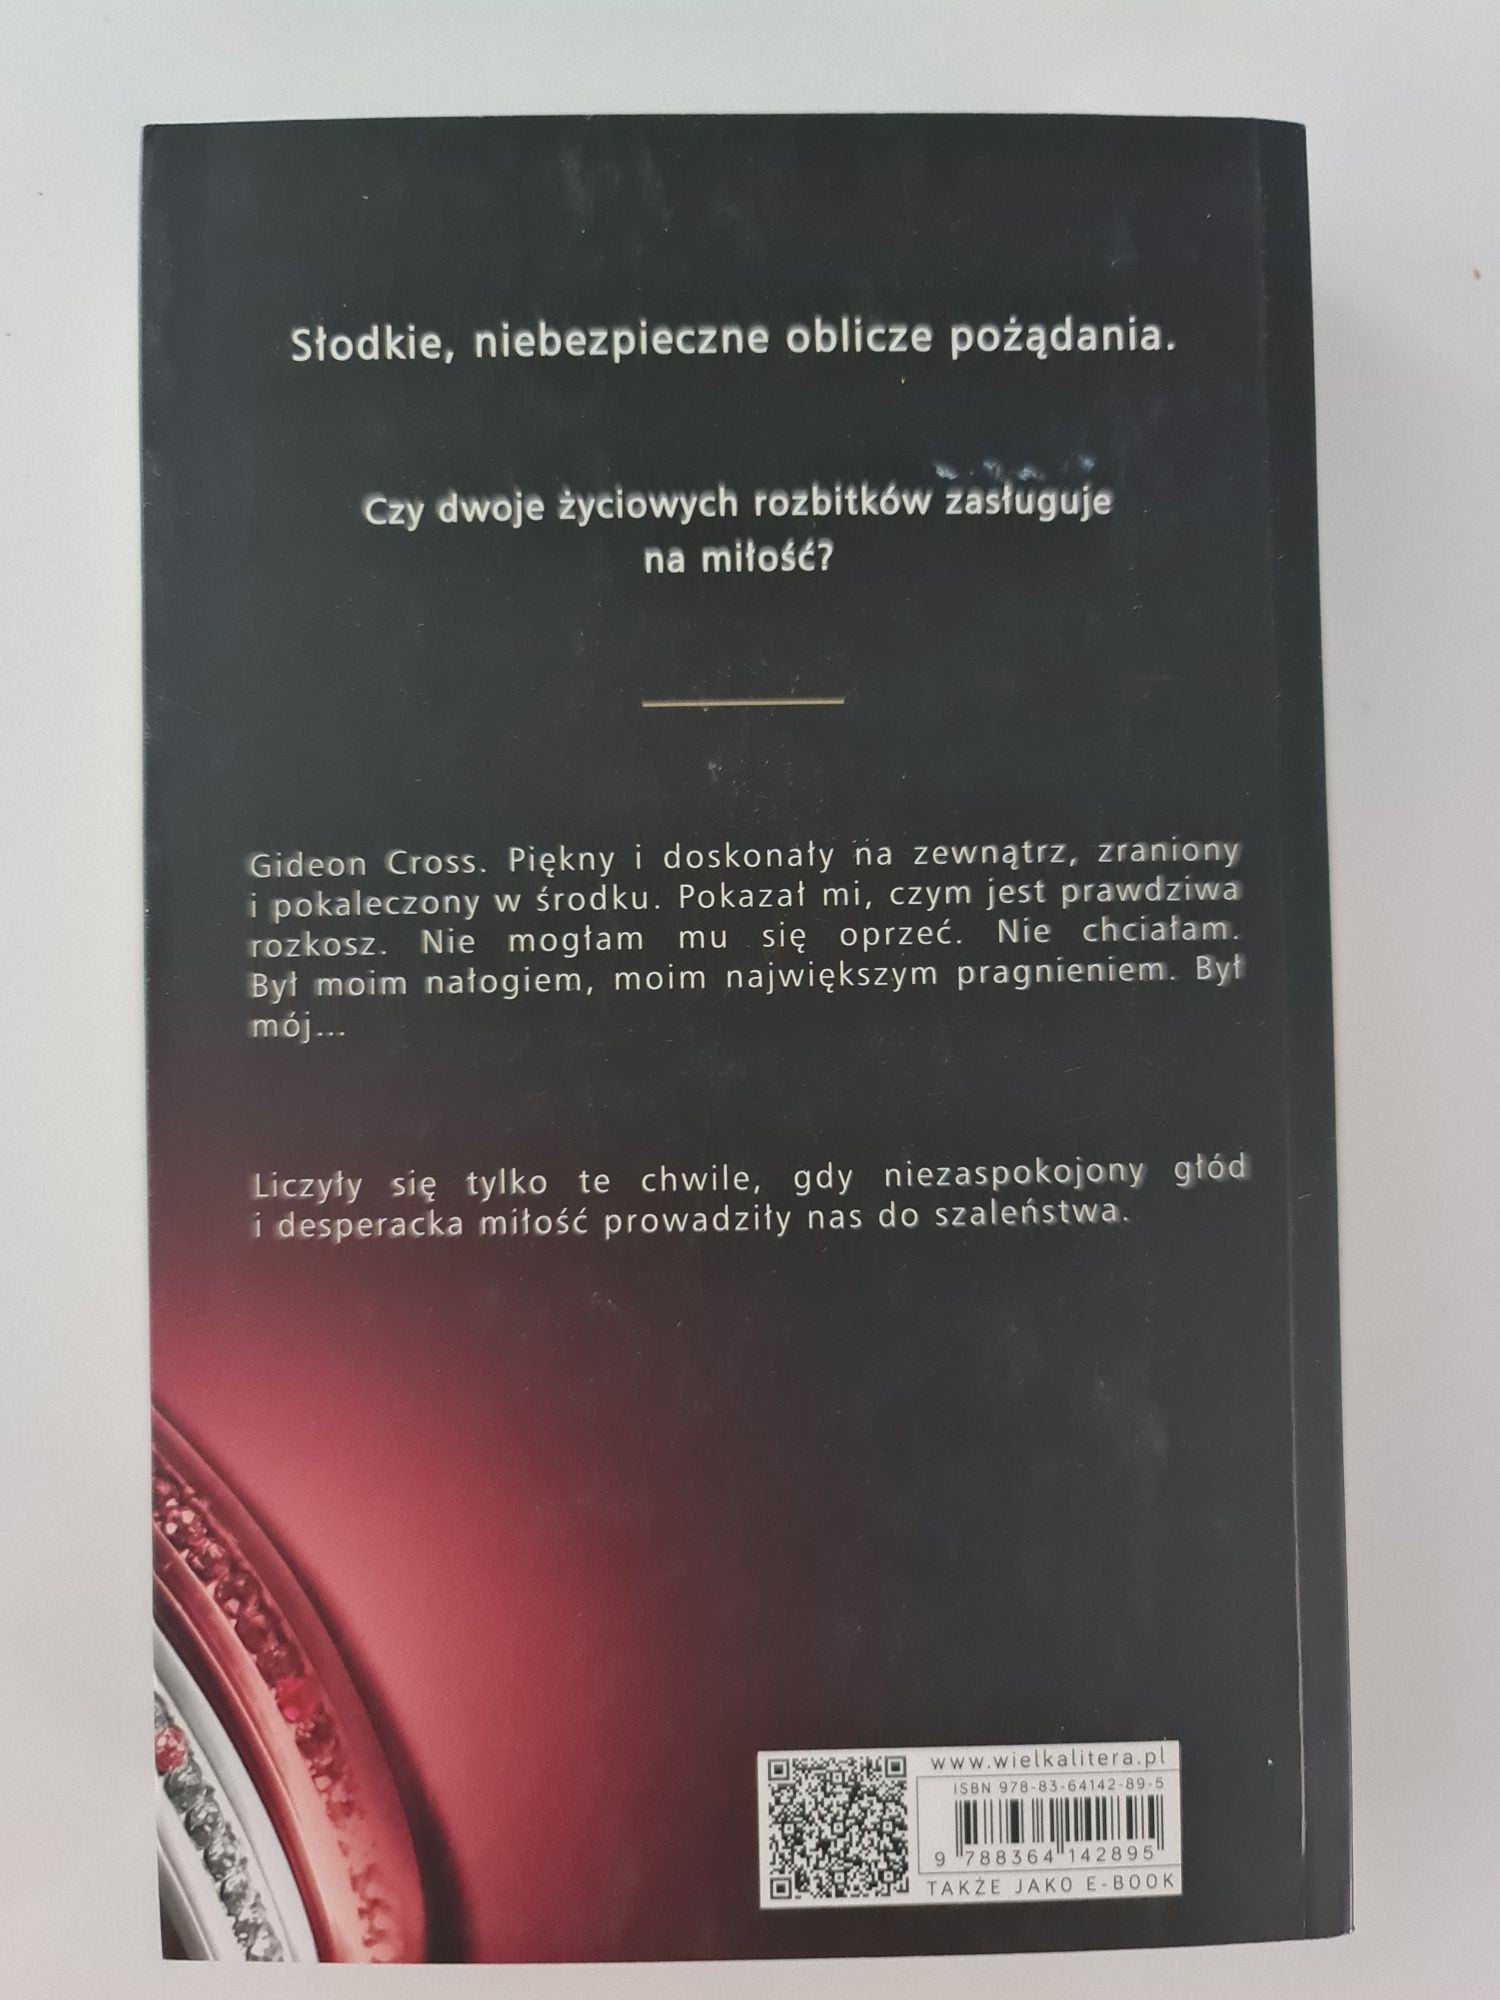 Słodkie, niebezpieczne oblicze pożądania.
Czy dwoje życiowych rozbitków zasługuje
na miłość?
Gideon Cross. Piękny i doskonały na zewnątrz, zraniony
i pokaleczony w środku. Pokazał mi, czym jest prawdziwa
rozkosz. Nie mogłam mu się oprzeć. Nie chciałam.
Był moim nałogiem, moim największym pragnieniem. Był
mój...
Liczyły się tylko te chwile, gdy niezaspokojony głód
i desperacka miłość prowadziły nas do szaleństwa.
www.wielkalitera.pl
ISBN 978-83-64142-89-5
9 788364 142895
TAKŻE JAKO E-BOOK